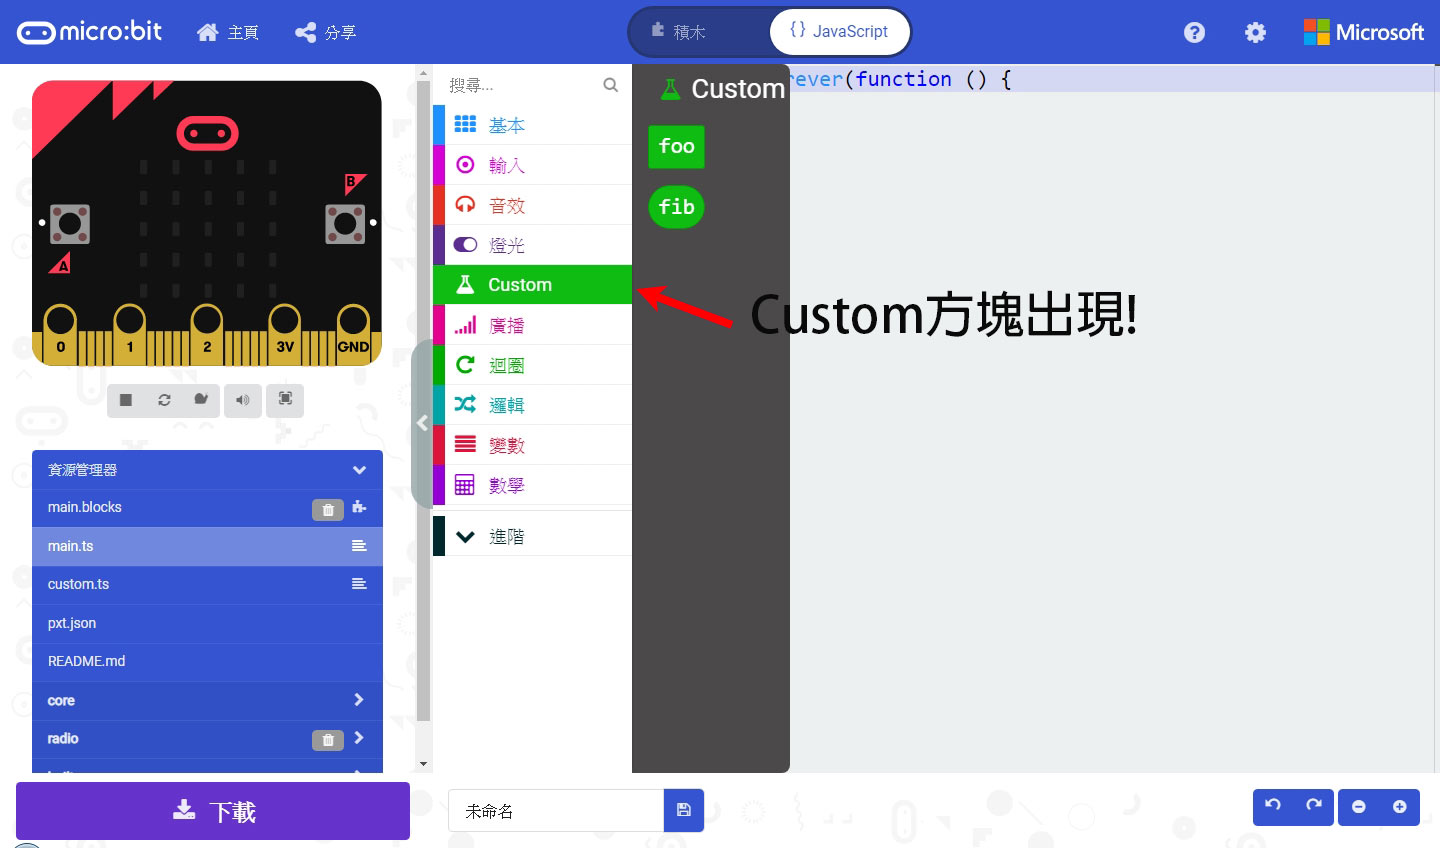 micro:bit
主頁
分享
積木
{} JavaScript
Microsoft
搜尋...
基本
輸入
音效
燈光
Custom
廣播
迴圈
邏輯
變數
數學
進階
Custom
foo
fib
rever(function () {
Custom方塊出現!
A
B
0
1
2
3V
GND
資源管理器
main.blocks
main.ts
custom.ts
pxt.json
README.md
core
radio
下載
未命名